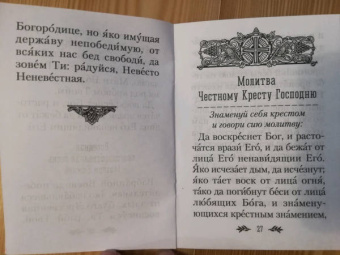 Богоро́дице, но я́ко иму́щая
держа́ву непобеди́мую, от
вся́ких нас бед свободи́, да
зове́м Ти: ра́дуйся, Неве́сто
Неневе́стная.
Молитва
Честному Кресту Господню
Знаменуй себя крестом
и говори сию молитву:
Да воскре́снет Бог, и расто-
ча́тся врази́ Его́, и да бежа́т от
лица́ Его́ ненави́дящии Его́.
Я́ко исчеза́ет дым, да исче́знут;
я́ко та́ет воск от лица́ огня́,
та́ко да поги́бнут бе́си от лица́
лю́бящих Бо́га, и зна́мену-
ющихся кре́стным зна́мением,
27